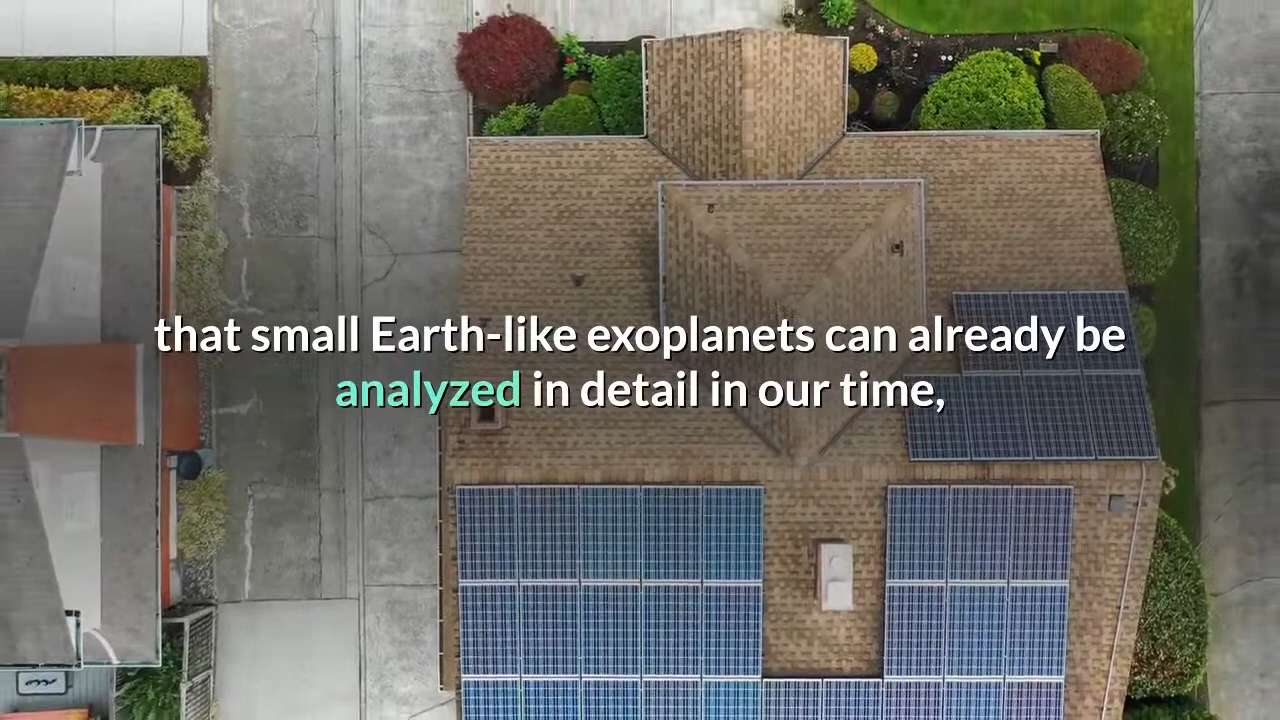 that small Earth-like exoplanets can already be
analyzed in detail in our time,